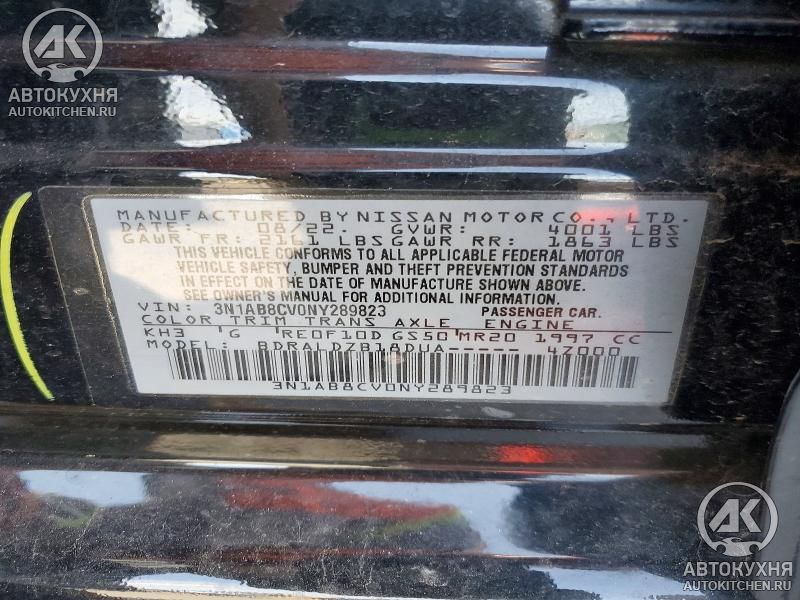 АК
АВТОКУХНЯ
AUTOKITCHEN.RU
MANUFACTURED BY NISSAN MOTOR CO., LTD.
DATE: 08/22. GVWR: 4001 LBS
GAWR FR: 2161 LBS GAWR RR: 1863 LBS
THIS VEHICLE CONFORMS TO ALL APPLICABLE FEDERAL MOTOR
VEHICLE SAFETY, BUMPER AND THEFT PREVENTION STANDARDS
IN EFFECT ON THE DATE OF MANUFACTURE SHOWN ABOVE.
SEE OWNER'S MANUAL FOR ADDITIONAL INFORMATION.
VIN: 3N1AB8CV0NY289823 PASSENGER CAR.
COLOR TRIM TRANS AXLE ENGINE
KH3 G RE0F10D GS50 MR20 1997 CC
MODEL: BDRALDZB18DUA----- 4Z000
3N1AB8CV0NY289823
АК
АВТОКУХНЯ
AUTOKITCHEN.RU